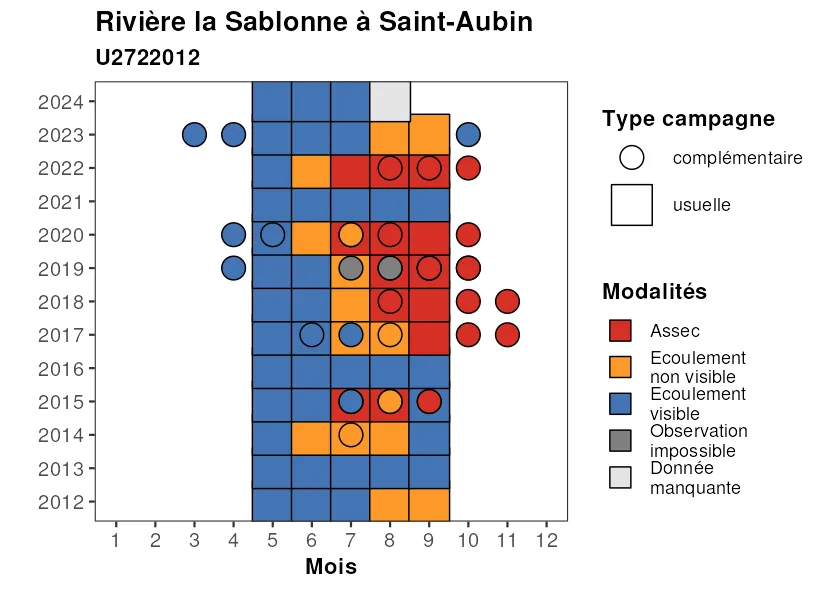 Rivière la Sablonne à Saint-Aubin
U2722012
2024
2023
2022
2021
2020
2019
2018
2017
2016
2015
2014
2013
2012
1 2 3 4 5 6 7 8 9 10 11 12
Mois
Type campagne
complémentaire
usuelle
Modalités
Assec
Ecoulement
non visible
Ecoulement
visible
Observation
impossible
Donnée
manquante